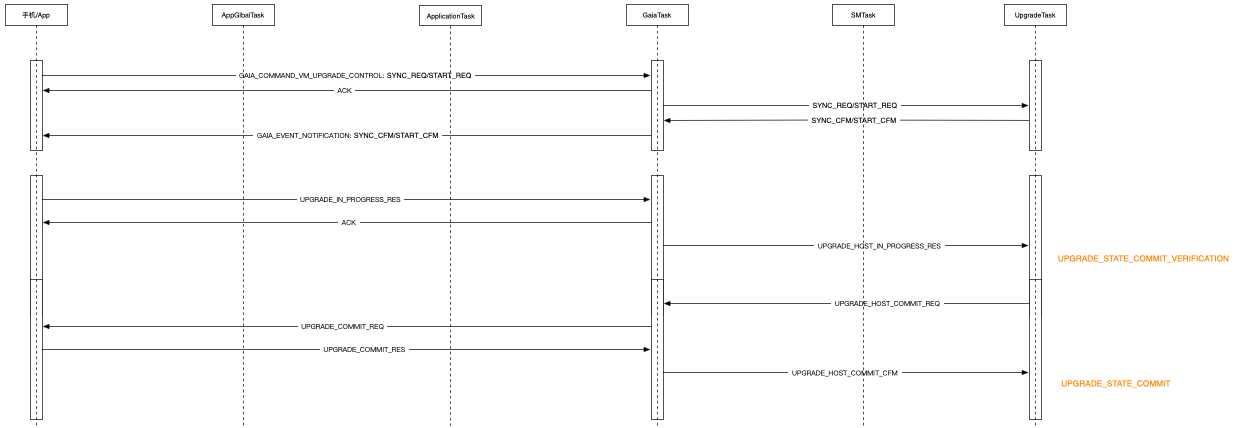 手机/App
AppGlbalTask
ApplicationTask
GaiaTask
SMTask
UpgradeTask
GAIA_COMMAND_VM_UPGRADE_CONTROL: SYNC_REQ/START_REQ
ACK
SYNC_REQ/START_REQ
SYNC_CFM/START_CFM
GAIA_EVENT_NOTIFICATION: SYNC_CFM/START_CFM
UPGRADE_IN_PROGRESS_RES
ACK
UPGRADE_HOST_IN_PROGRESS_RES
UPGRADE_STATE_COMMIT_VERIFICATION
UPGRADE_HOST_COMMIT_REQ
UPGRADE_COMMIT_REQ
UPGRADE_COMMIT_RES
UPGRADE_HOST_COMMIT_CFM
UPGRADE_STATE_COMMIT